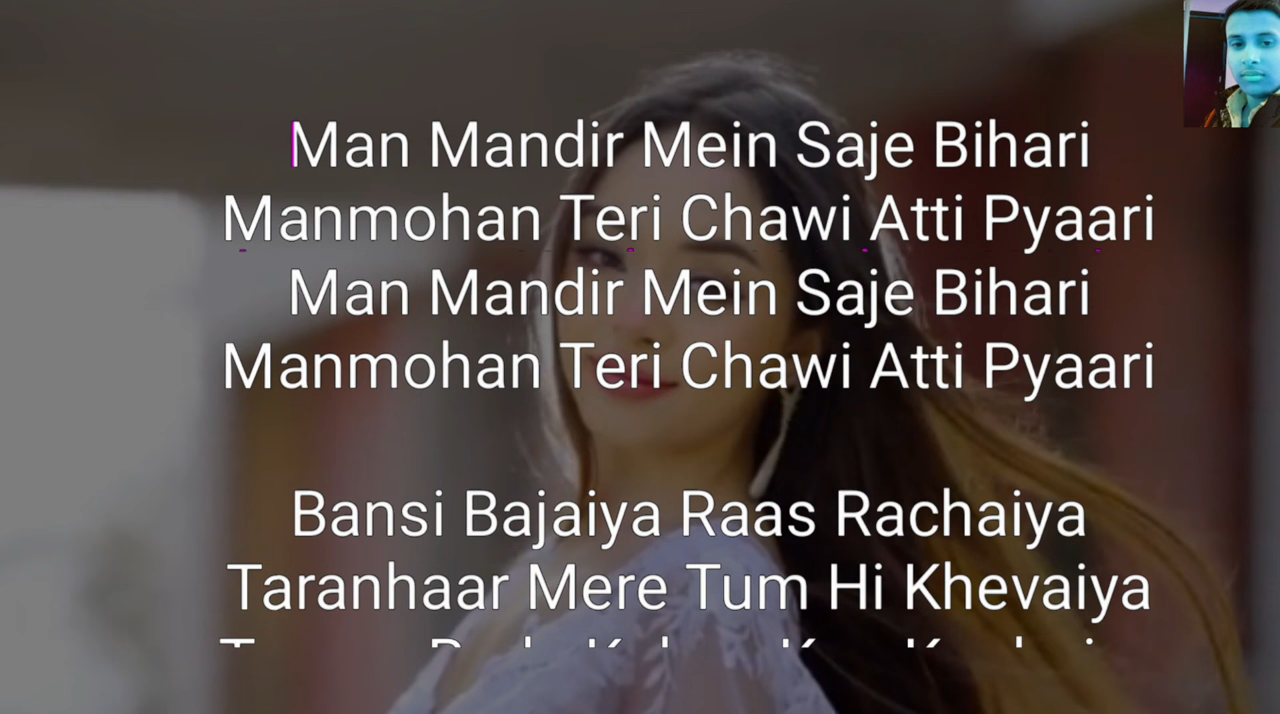 Man Mandir Mein Saje Bihari
Manmohan Teri Chawi Atti Pyaari
Man Mandir Mein Saje Bihari
Manmohan Teri Chawi Atti Pyaari
Bansi Bajaiya Raas Rachaiya
Taranhaar Mere Tum Hi Khevaiya